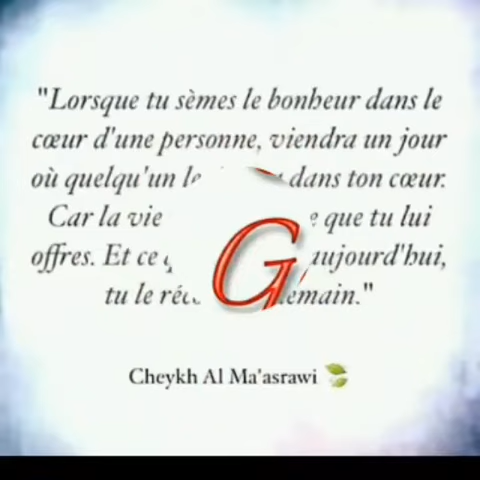 "Lorsque tu sèmes le bonheur dans le
cœur d'une personne, viendra un jour
où quelqu'un dans ton cœur.
Car la vie que tu lui
offres. Et ce aujourd'hui,
tu le demain."
G
Cheykh Al Ma'asrawi